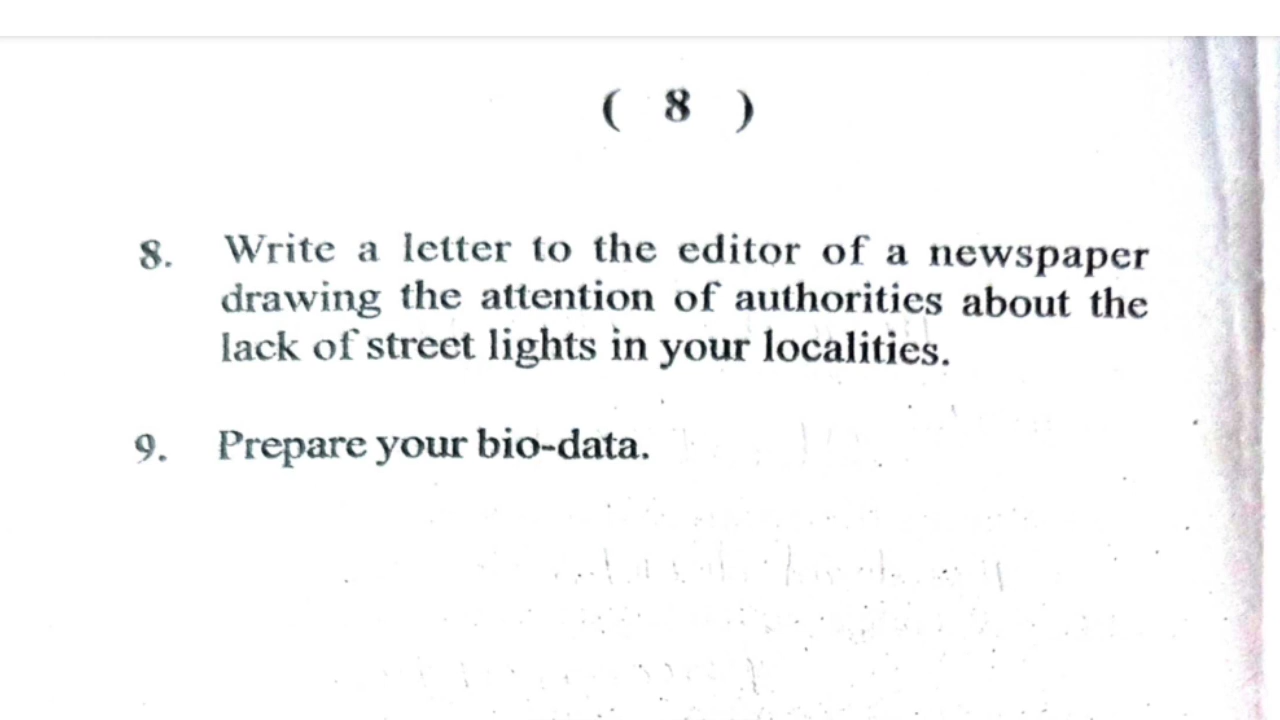 ( 8 )
8. Write a letter to the editor of a newspaper
drawing the attention of authorities about the
lack of street lights in your localities.
9. Prepare your bio-data.